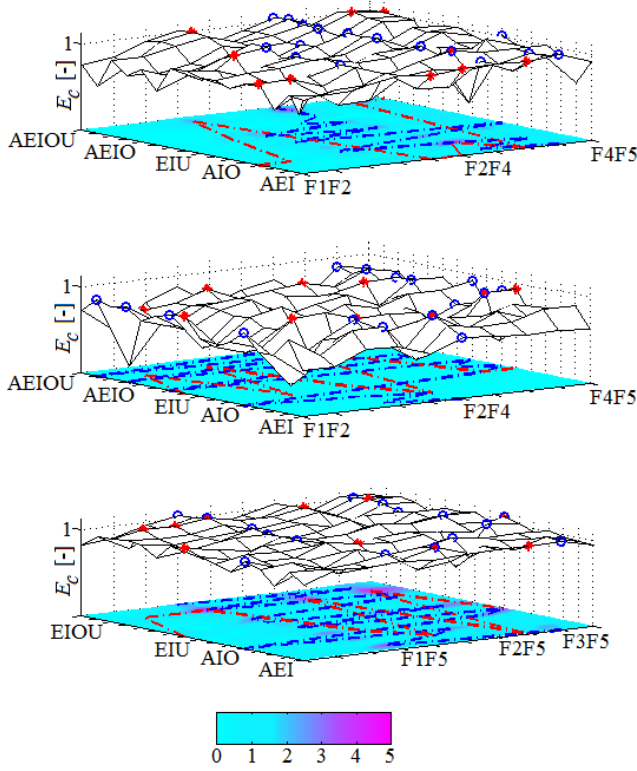 1
E_c [-]
AEIOU
AEIO
EIU
AIO
AEI
F1F2
F2F4
F4F5
1
E_c [-]
AEIOU
AEIO
EIU
AIO
AEI
F1F2
F2F4
F4F5
1
E_c [-]
EIOU
EIU
AIO
AEI
F1F5
F2F5
F3F5
0 1 2 3 4 5